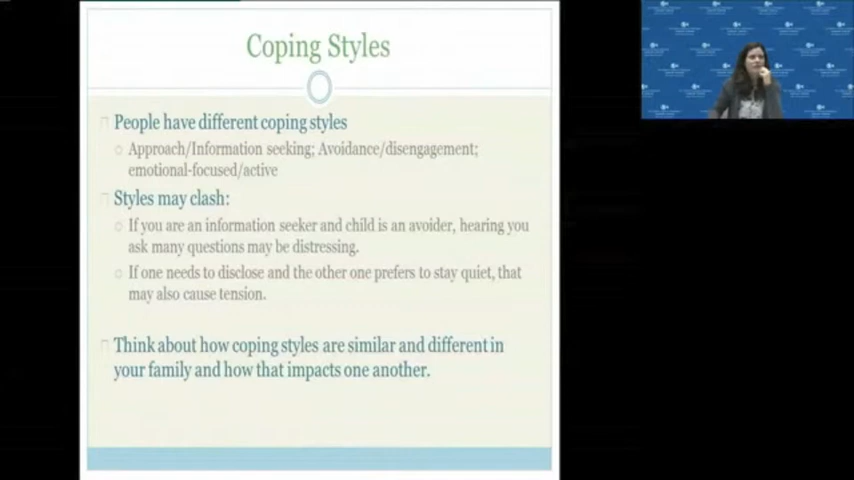 Coping Styles
People have different coping styles
Approach/Information seeking; Avoidance/disengagement;
emotional-focused/active
Styles may clash:
If you are an information seeker and child is an avoider, hearing you
ask many questions may be distressing.
If one needs to disclose and the other one prefers to stay quiet, that
may also cause tension.
Think about how coping styles are similar and different in
your family and how that impacts one another.